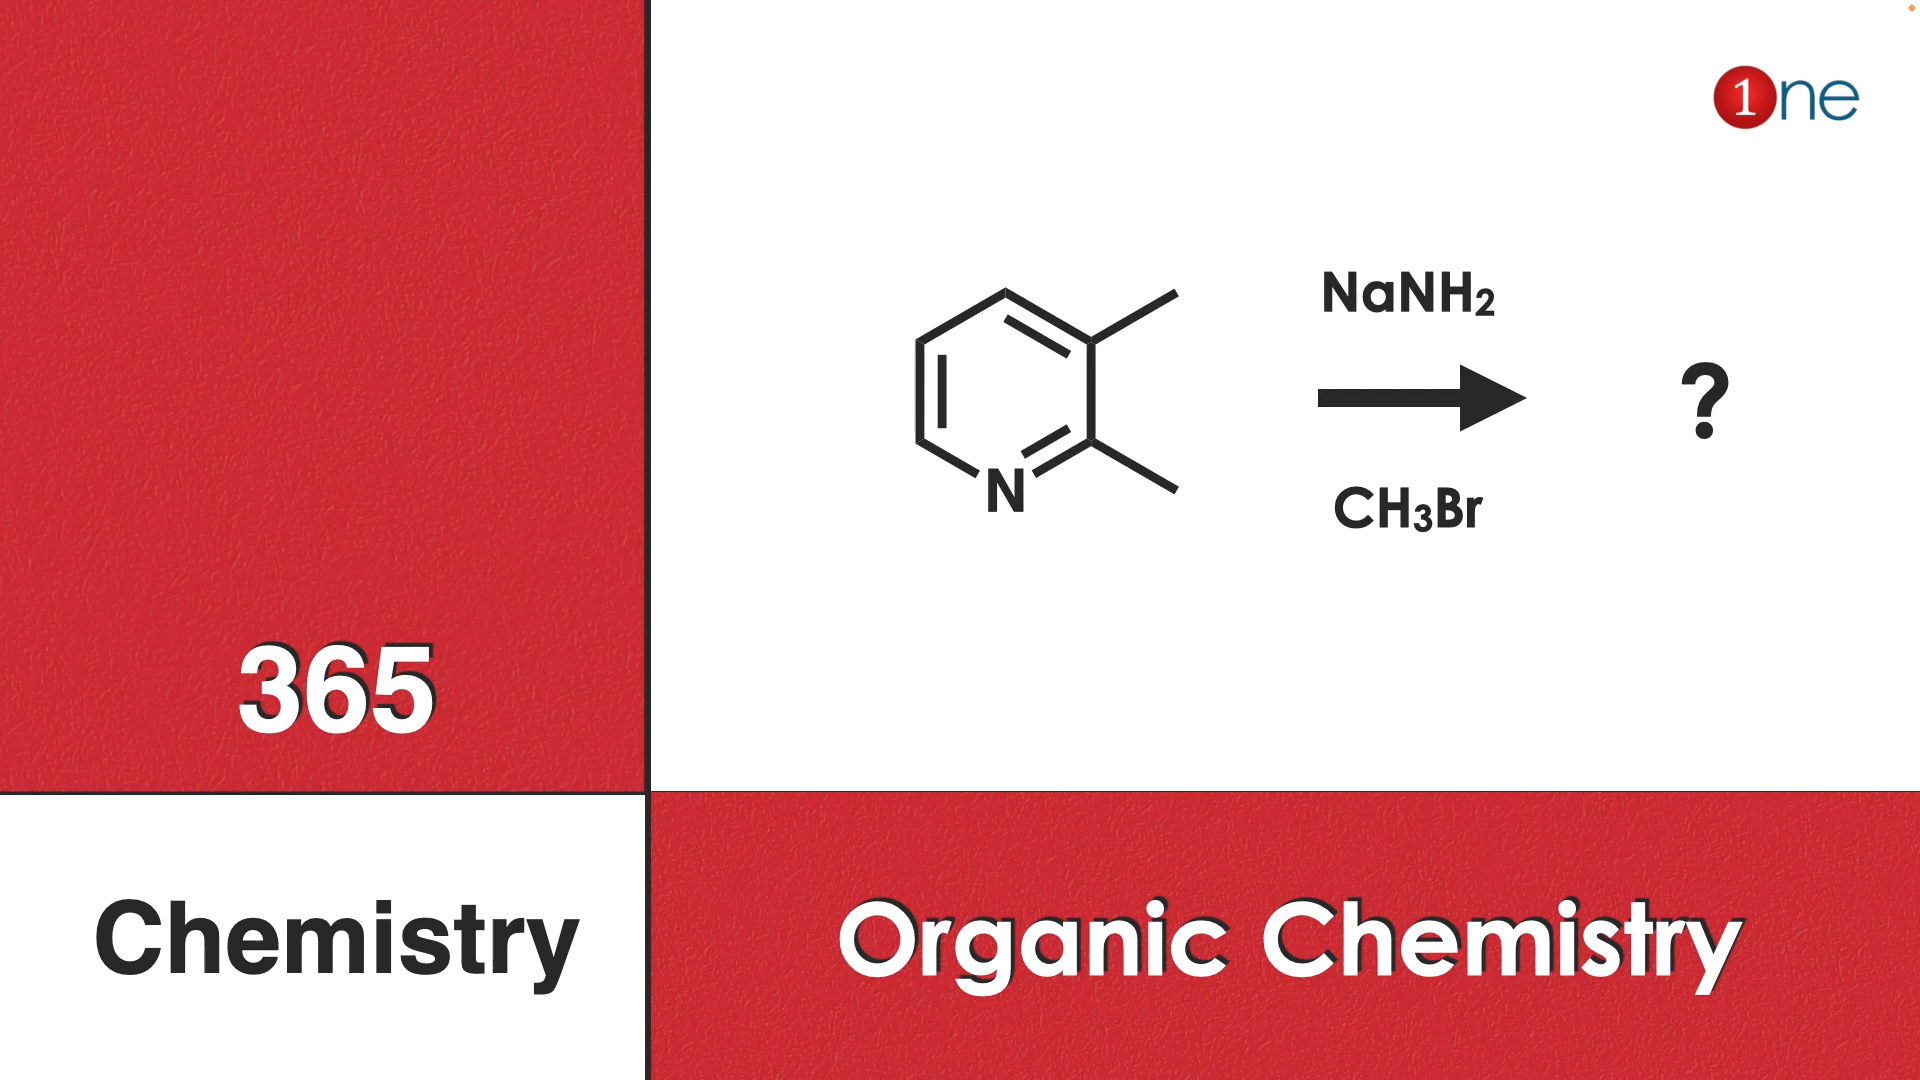 1ne
NaNH₂
?
N
CH₃Br
365
Chemistry
Organic Chemistry